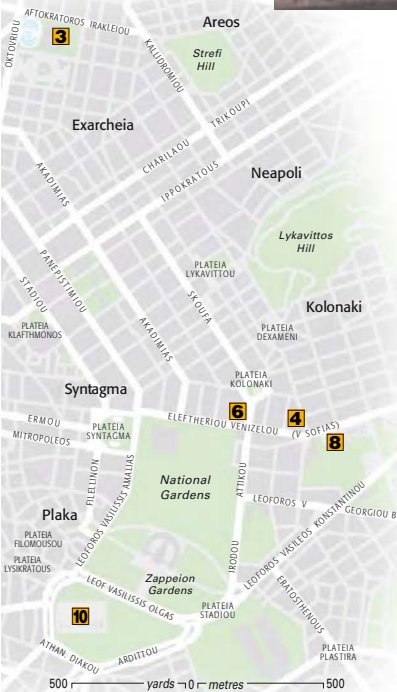 Areos
AFTOKRATOROS IRAKLEIOU
3
OKTOVRIOU
KALLIDROMIOU
Strefi
Hill
Exarcheia
CHARILAOU TRIKOUPI
IPPOKRATOUS
Neapoli
AKADIMIAS
Lykavittos
Hill
PLATEIA
LYKAVITTOU
PANEPISTIMIOU
STADIOU
SKOUFA
Kolonaki
PLATEIA
KLAFTHMONOS
AKADIMIAS
PLATEIA
DEXAMENI
PLATEIA
KOLONAKI
Syntagma
6
4
ERMOU
ELEFTHERIOU VENIZELOU (V SOFIAS)
MITROPOLEOS
PLATEIA
SYNTAGMA
8
FILELLINON
LEOFOROS VASILISSIS AMALIAS
National
Gardens
ATTIKOU
IRODOU
LEOFOROS V
GEORGIOU B
LEOFOROS VASILEOS KONSTANTINOU
Plaka
PLATEIA
FILOMOUSOU
PLATEIA
LYSIKRATOUS
Zappeion
Gardens
LEOF VASILISSIS OLGAS
ERATOSTHENOUS
PLATEIA
STADIOU
10
ATHAN DIAKOU
ARDITTOU
PLATEIA
PLASTIRA
500 yards 0 metres 500